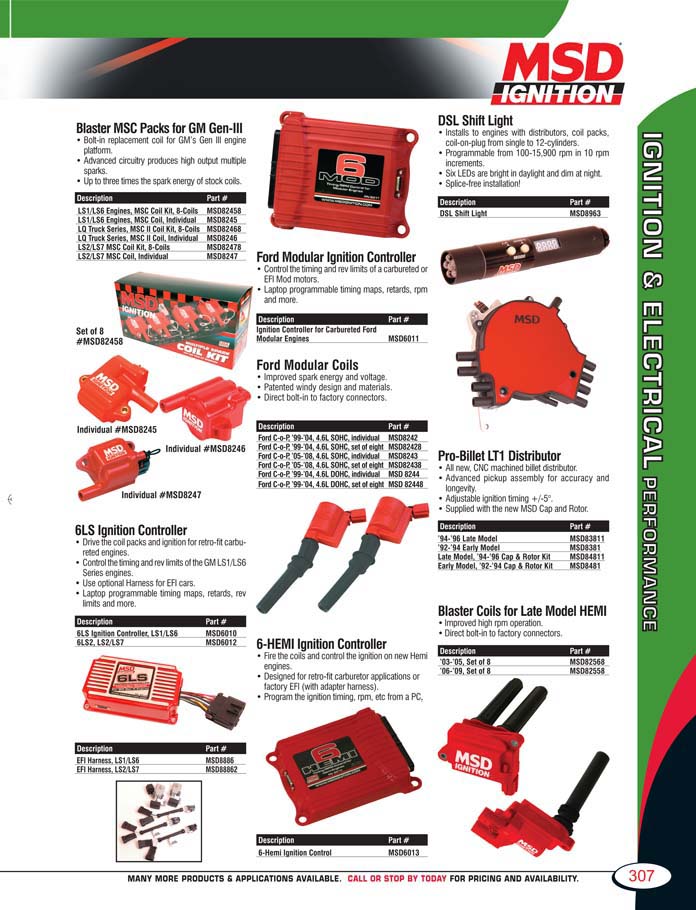 MSD
IGNITION
Blaster MSC Packs for GM Gen-III
• Bolt-in replacement coil for GM's Gen III engine
platform.
• Advanced circuitry produces high output multiple
sparks.
• Up to three times the spark energy of stock coils.
Description Part #
LS1/LS6 Engines, MSC Coil Kit, 8-Coils MSD82458
LS1/LS6 Engines, MSC Coil, Individual MSD8245
LQ Truck Series, MSC II Coil Kit, 8-Coils MSD82468
LQ Truck Series, MSC II Coil, Individual MSD8246
LS2/LS7 MSC Coil Kit, 8-Coils MSD82478
LS2/LS7 MSC Coil, Individual MSD8247
MSD
MULTIPLE SPARK
COIL KIT
Set of 8
#MSD82458
MSD
IGNITION
Individual #MSD8245
MSD
Individual #MSD8246
MSD
Individual #MSD8247
6LS Ignition Controller
• Drive the coil packs and ignition for retro-fit carbu-
reted engines.
• Control the timing and rev limits of the GM LS1/LS6
Series engines.
• Use optional Harness for EFI cars.
• Laptop programmable timing maps, retards, rev
limits and more.
Description Part #
6LS Ignition Controller, LS1/LS6 MSD6010
6LS2, LS2/LS7 MSD6012
MSD
6LS
Description Part #
EFI Harness, LS1/LS6 MSD8886
EFI Harness, LS2/LS7 MSD88862
6
MOD
Ford Modular Ignition Controller
• Control the timing and rev limits of a carbureted or
EFI Mod motors.
• Laptop programmable timing maps, retards, rpm
and more.
Description Part #
Ignition Controller for Carbureted Ford
Modular Engines MSD6011
Ford Modular Coils
• Improved spark energy and voltage.
• Patented windy design and materials.
• Direct bolt-in to factory connectors.
Description Part #
Ford C-o-P, '99-'04, 4.6L SOHC, individual MSD8242
Ford C-o-P, '99-'04, 4.6L SOHC, set of eight MSD82428
Ford C-o-P, '05-'08, 4.6L SOHC, individual MSD8243
Ford C-o-P, '05-'08, 4.6L SOHC, set of eight MSD82438
Ford C-o-P, '99-'04, 4.6L DOHC, individual MSD 8244
Ford C-o-P, '99-'04, 4.6L DOHC, set of eight MSD 82448
6-HEMI Ignition Controller
• Fire the coils and control the ignition on new Hemi
engines.
• Designed for retro-fit carburetor applications or
factory EFI (with adapter harness).
• Program the ignition timing, rpm, etc from a PC,
6
HEMI
Description Part #
6-Hemi Ignition Control MSD6013
DSL Shift Light
• Installs to engines with distributors, coil packs,
coil-on-plug from single to 12-cylinders.
• Programmable from 100-15,900 rpm in 10 rpm
increments.
• Six LEDs are bright in daylight and dim at night.
• Splice-free installation!
Description Part #
DSL Shift Light MSD8963
MSD
MSD
Pro-Billet LT1 Distributor
• All new, CNC machined billet distributor.
• Advanced pickup assembly for accuracy and
longevity.
• Adjustable ignition timing +/-5°.
• Supplied with the new MSD Cap and Rotor.
Description Part #
'94-'96 Late Model MSD83811
'92-'94 Early Model MSD8381
Late Model, '94-'96 Cap & Rotor Kit MSD84811
Early Model, '92-'94 Cap & Rotor Kit MSD8481
Blaster Coils for Late Model HEMI
• Improved high rpm operation.
• Direct bolt-in to factory connectors.
Description Part #
'03-'05, Set of 8 MSD82568
'06-'09, Set of 8 MSD82558
MSD
IGNITION
MSD
IGNITION & ELECTRICAL PERFORMANCE
MANY MORE PRODUCTS & APPLICATIONS AVAILABLE. CALL OR STOP BY TODAY FOR PRICING AND AVAILABILITY.
307